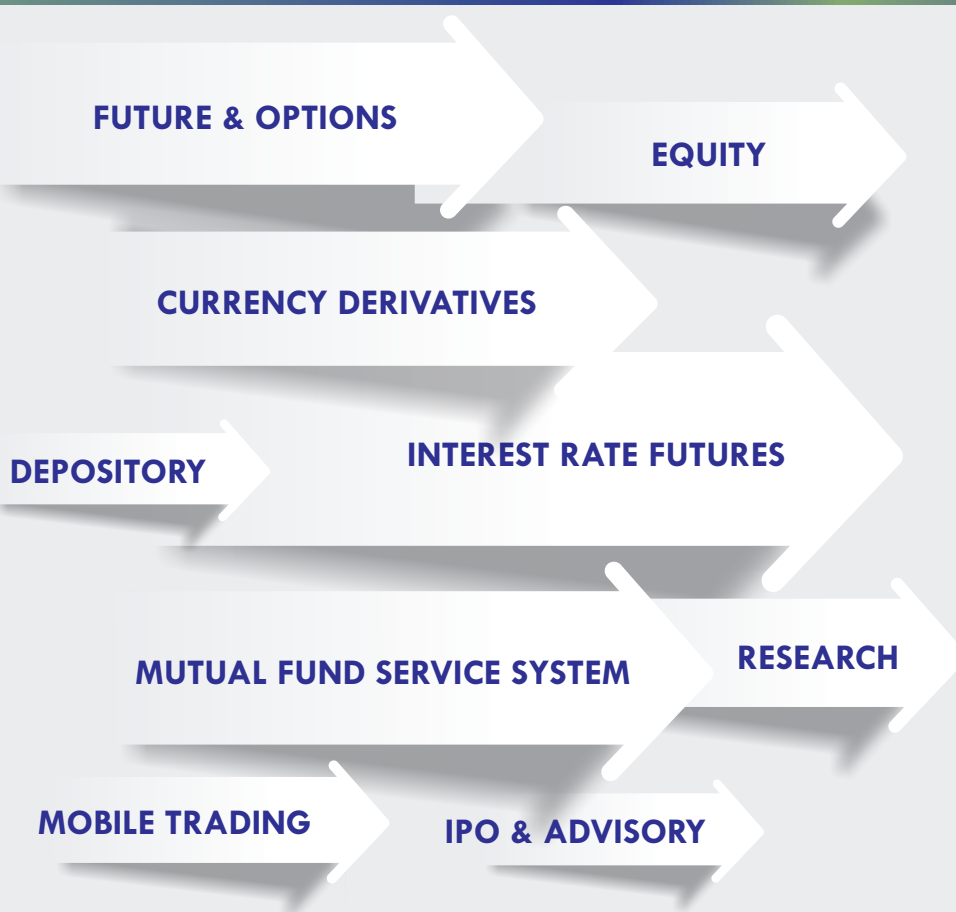 FUTURE & OPTIONS
EQUITY
CURRENCY DERIVATIVES
INTEREST RATE FUTURES
DEPOSITORY
MUTUAL FUND SERVICE SYSTEM
RESEARCH
MOBILE TRADING
IPO & ADVISORY